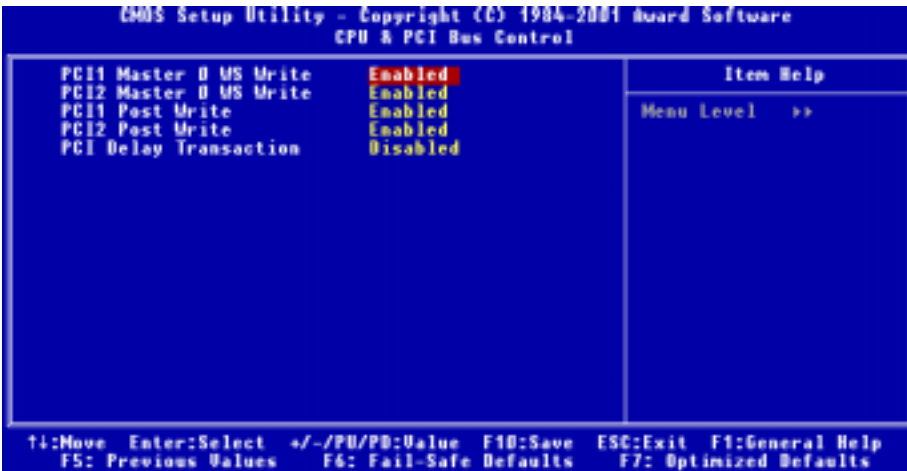 CMOS Setup Utility - Copyright (C) 1984-2001 Award Software
CPU & PCI Bus Control
PCI1 Master 0 WS Write Enabled
PCI2 Master 0 WS Write Enabled
PCI1 Post Write Enabled
PCI2 Post Write Enabled
PCI Delay Transaction Disabled
Item Help
Menu Level ▸▸
↑↓:Move Enter:Select +/-/PU/PD:Value F10:Save ESC:Exit F1:General Help
F5: Previous Values F6: Fail-Safe Defaults F7: Optimized Defaults